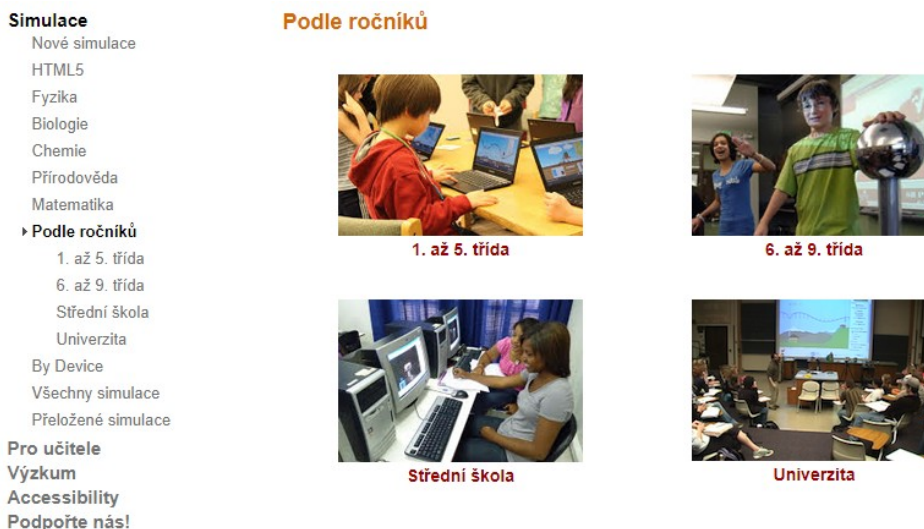 Simulace
Nové simulace
HTML5
Fyzika
Biologie
Chemie
Přírodověda
Matematika
Podle ročníků
1. až 5. třída
6. až 9. třída
Střední škola
Univerzita
By Device
Všechny simulace
Přeložené simulace
Pro učitele
Výzkum
Accessibility
Podpořte nás!
Podle ročníků
1. až 5. třída
6. až 9. třída
Střední škola
Univerzita